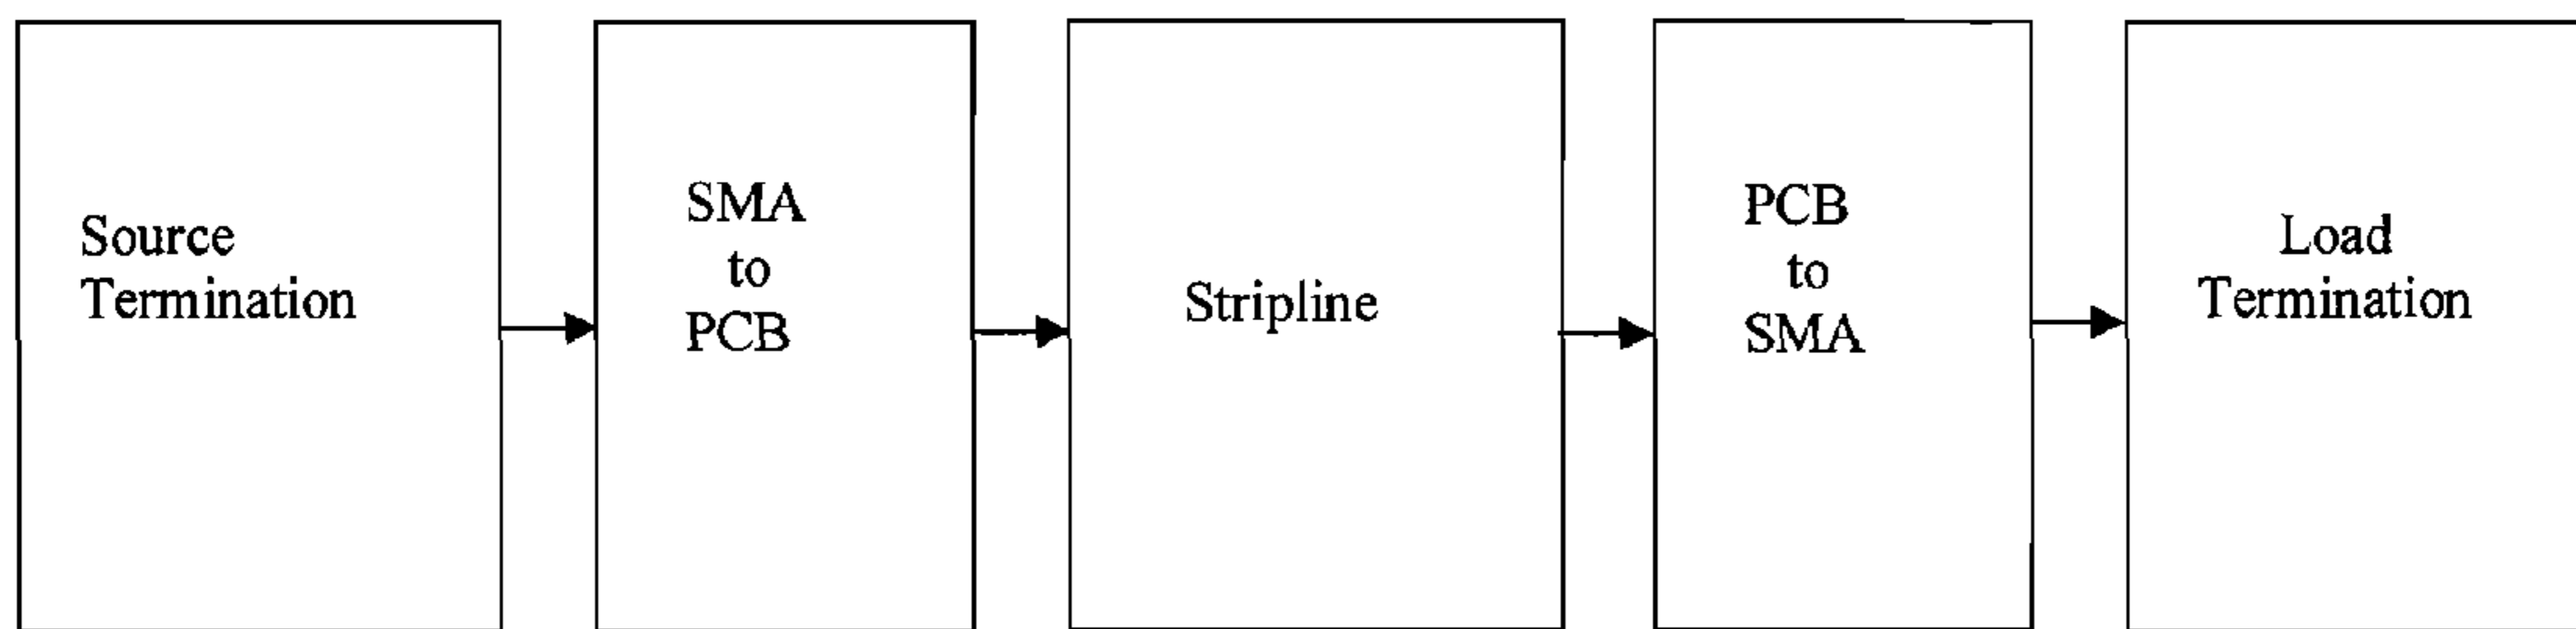 Source
Termination
SMA
to
PCB
Stripline
PCB
to
SMA
Load
Termination